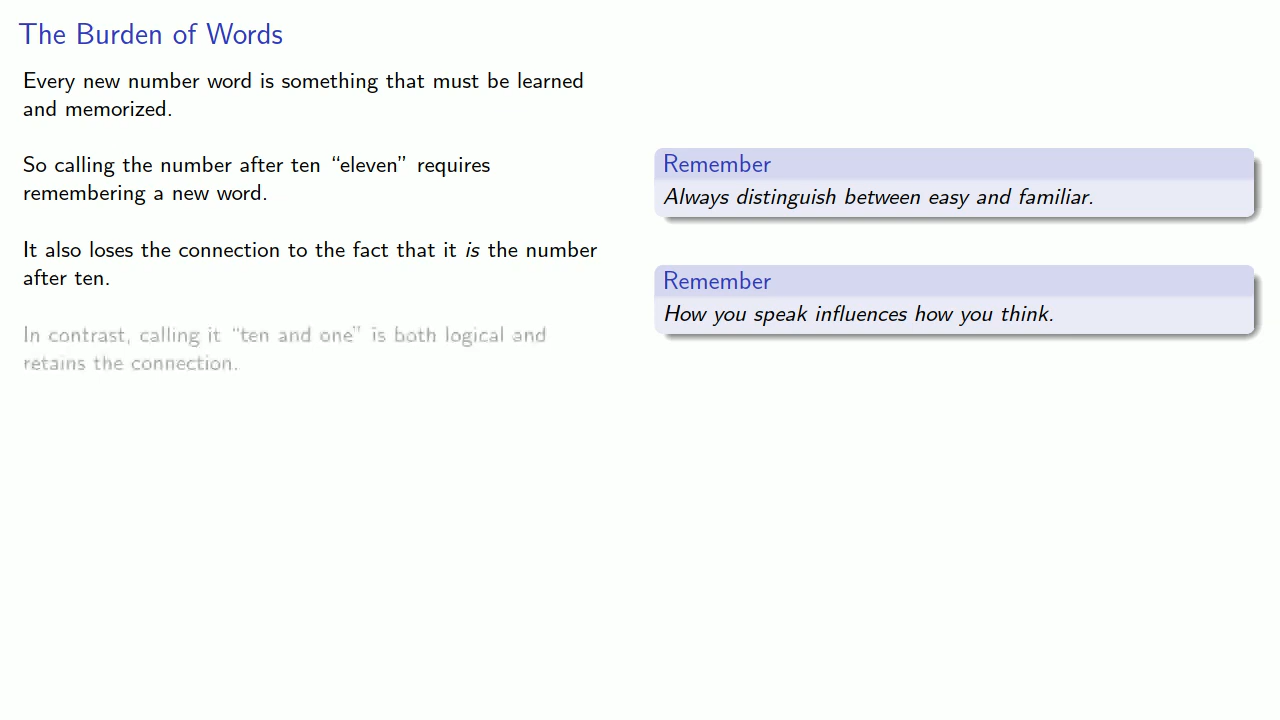 The Burden of Words
Every new number word is something that must be learned
and memorized.
So calling the number after ten “eleven” requires
remembering a new word.
It also loses the connection to the fact that it is the number
after ten.
In contrast, calling it “ten and one” is both logical and
retains the connection.
Remember
Always distinguish between easy and familiar.
Remember
How you speak influences how you think.